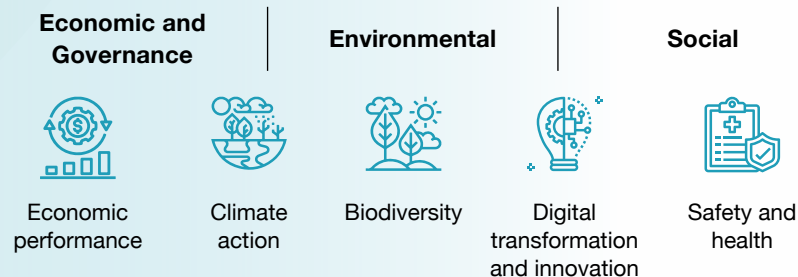 Economic and
Governance
Environmental
Social
Economic
performance
Climate
action
Biodiversity
Digital
transformation
and innovation
Safety and
health